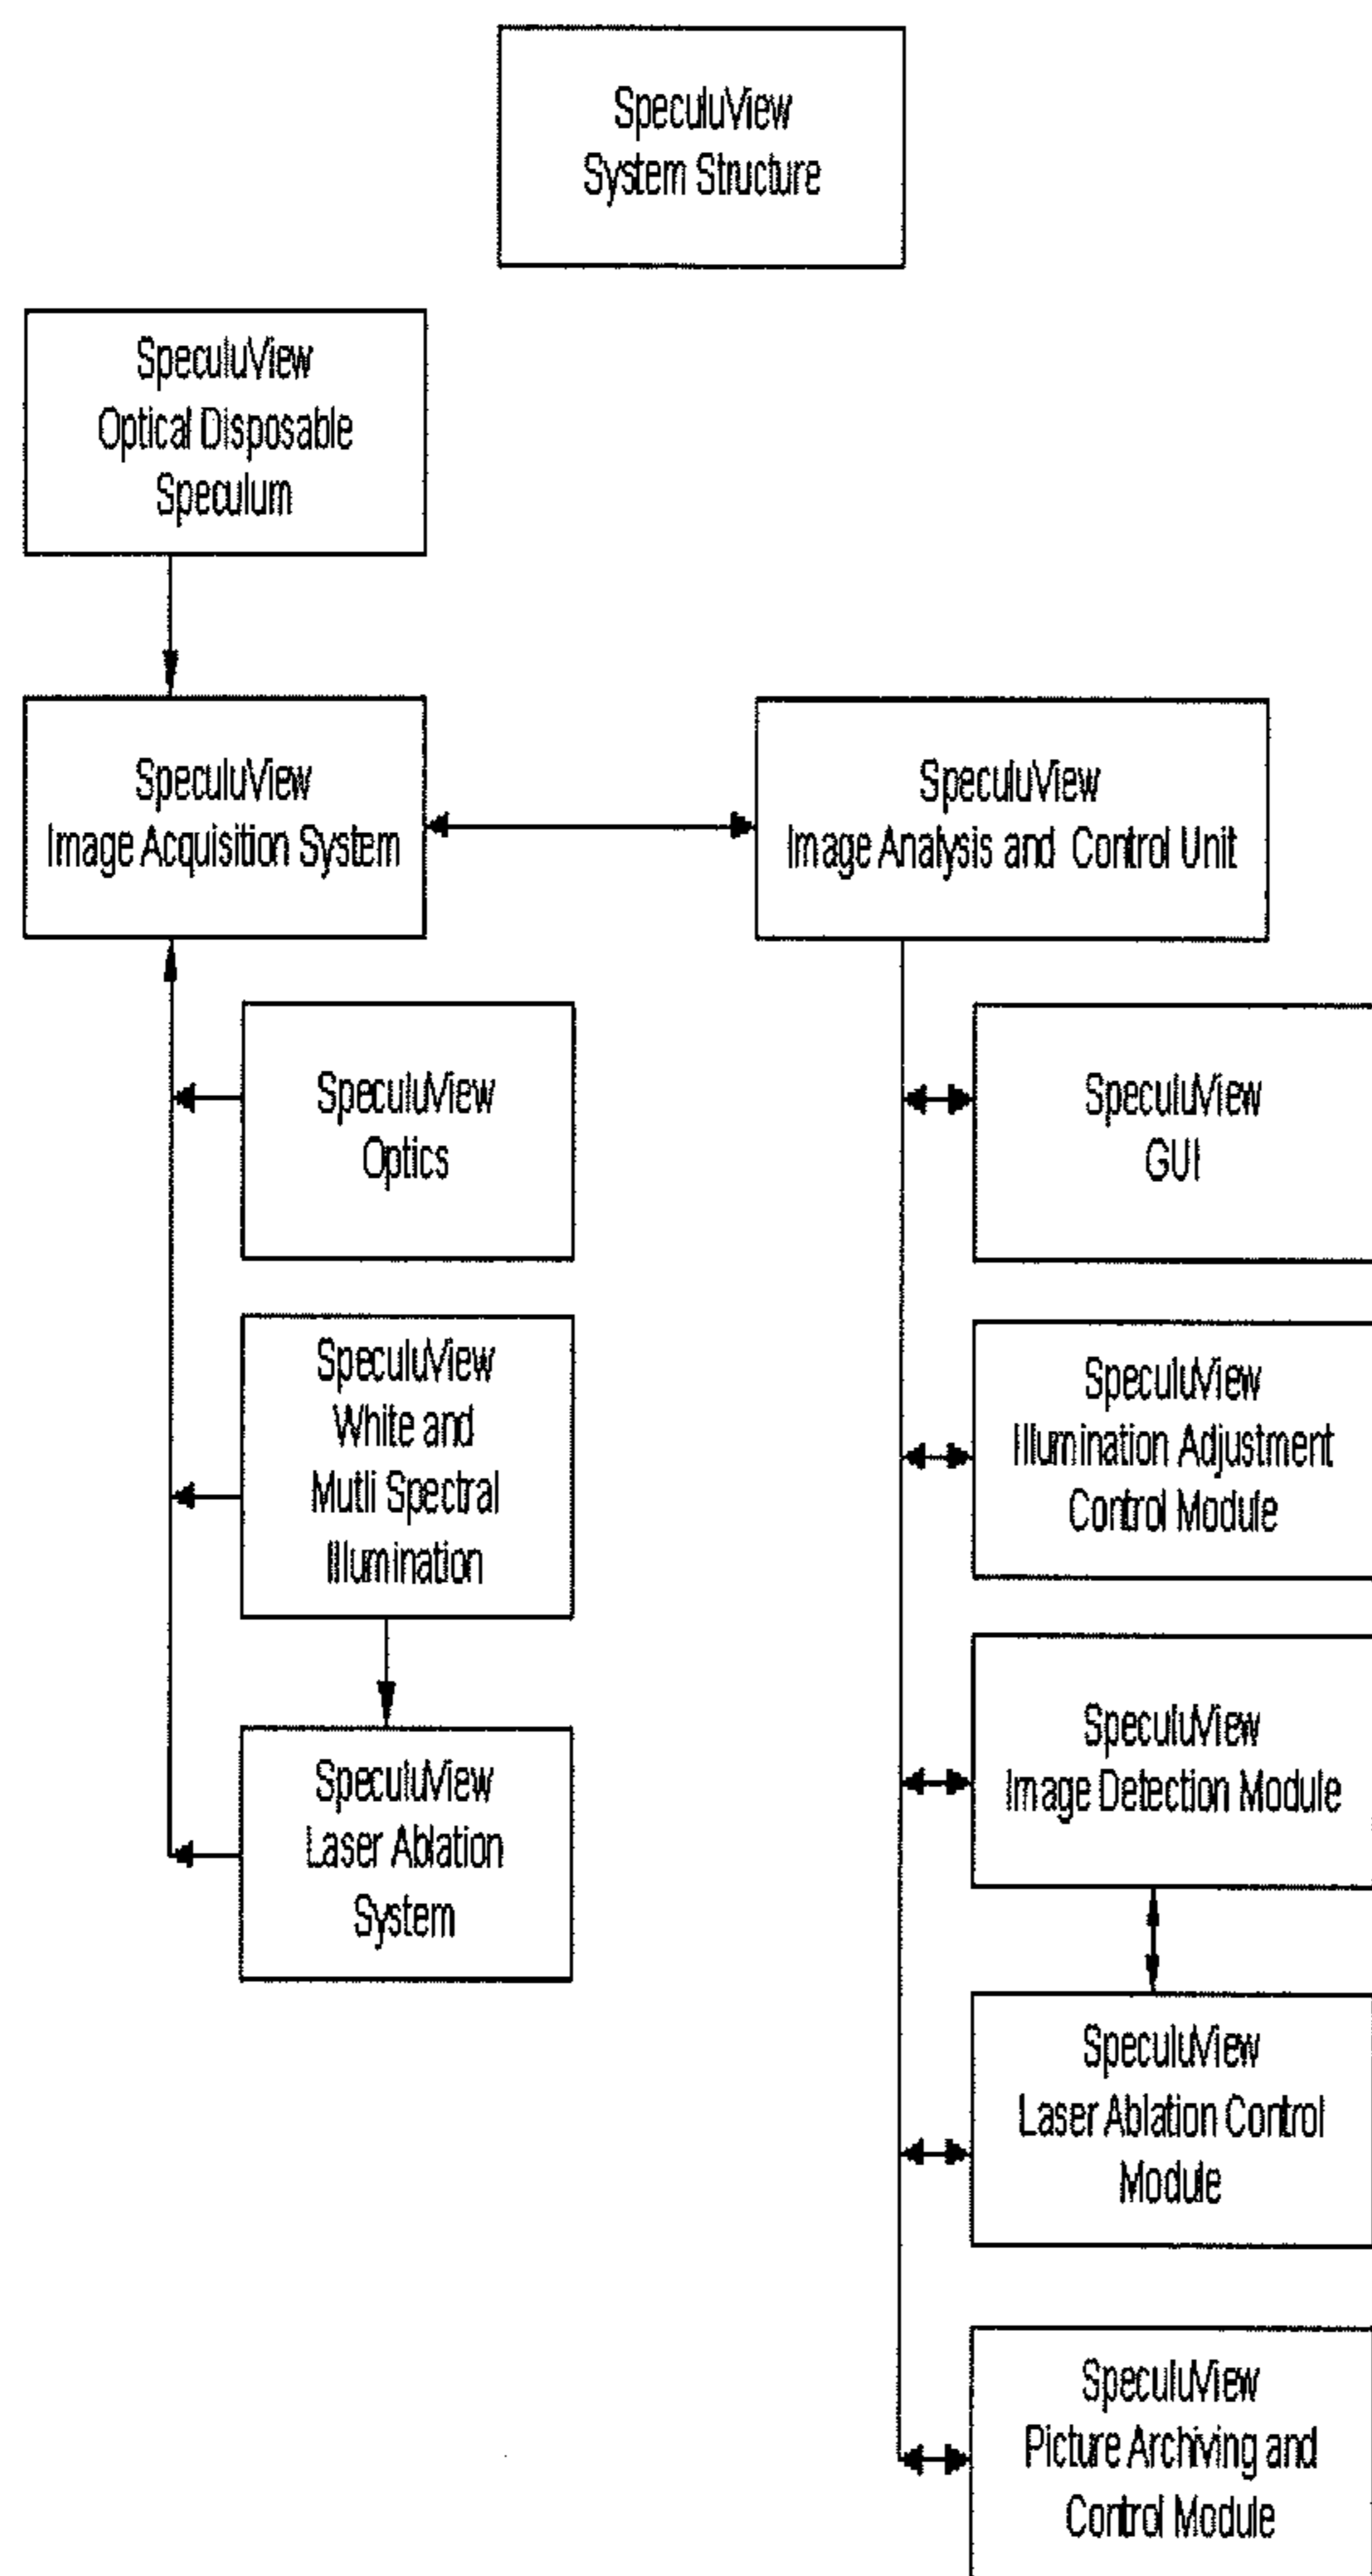 SpeculuView
System Structure
SpeculuView
Optical Disposable
Speculum
SpeculuView
Image Acquisition System
SpeculuView
Image Analysis and Control Unit
SpeculuView
Optics
SpeculuView
White and
Mutli Spectral
Illumination
SpeculuView
Laser Ablation
System
SpeculuView
GUI
SpeculuView
Illumination Adjustment
Control Module
SpeculuView
Image Detection Module
SpeculuView
Laser Ablation Control
Module
SpeculuView
Picture Archiving and
Control Module